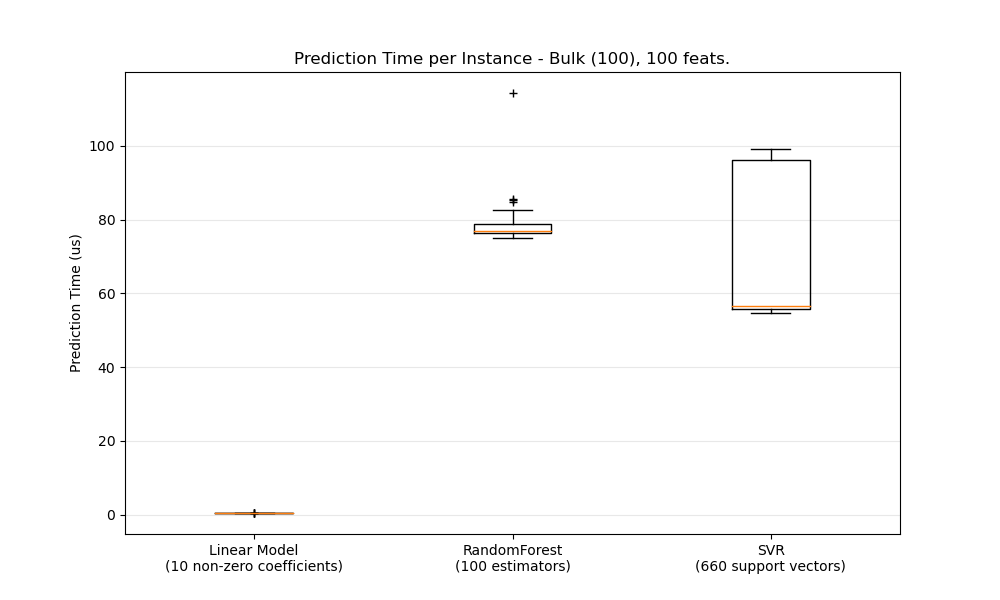 Prediction Time per Instance - Bulk (100), 100 feats.
Prediction Time (us)
100
80
60
40
20
0
Linear Model
(10 non-zero coefficients)
RandomForest
(100 estimators)
SVR
(660 support vectors)